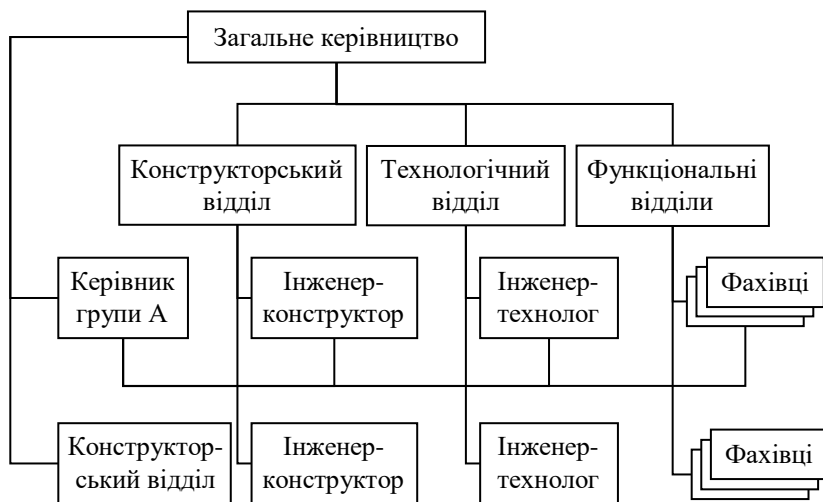 Загальне керівництво
Конструкторський
відділ
Технологічний
відділ
Функціональні
відділи
Керівник
групи А
Інженер-
конструктор
Інженер-
технолог
Фахівці
Конструктор-
ський відділ
Інженер-
конструктор
Інженер-
технолог
Фахівці